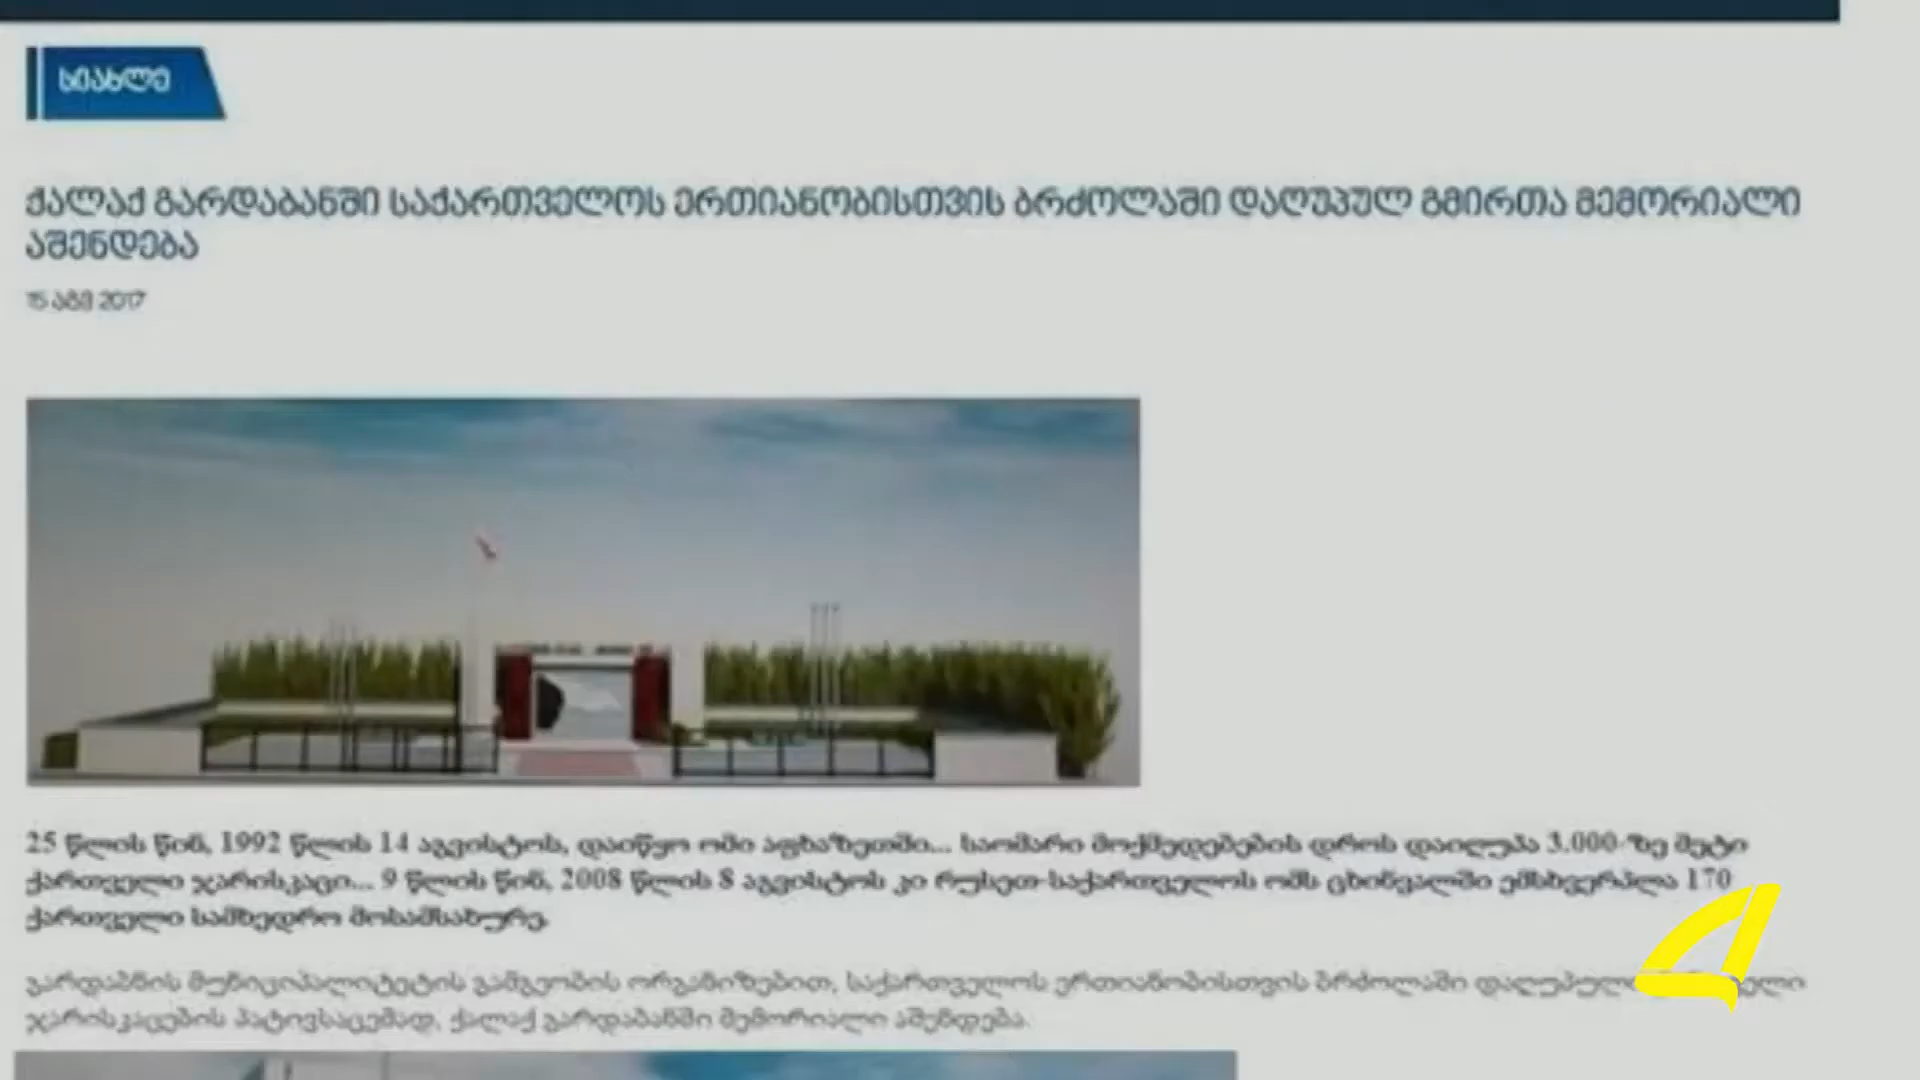 სიახლე
ქალაქ გარდაბანში საქართველოს ერთიანობისთვის ბრძოლაში დაღუპულ გმირთა მემორიალი
აშენდება
15 აგვ 2017
25 წლის წინ, 1992 წლის 14 აგვისტოს, დაიწყო ომი აფხაზეთში... საომარი მოქმედებების დროს დაიღუპა 3.000-ზე მეტი
ქართველი ჯარისკაცი... 9 წლის წინ, 2008 წლის 8 აგვისტოს კი რუსეთ-საქართველოს ომს ცხინვალში ემსხვერპლა 170
ქართველი სამხედრო მოსამსახურე.
გარდაბნის მუნიციპალიტეტის გამგეობის ორგანიზებით, საქართველოს ერთიანობისთვის ბრძოლაში დაღუპული
ჯარისკაცების პატივსაცემად, ქალაქ გარდაბანში მემორიალი აშენდება.